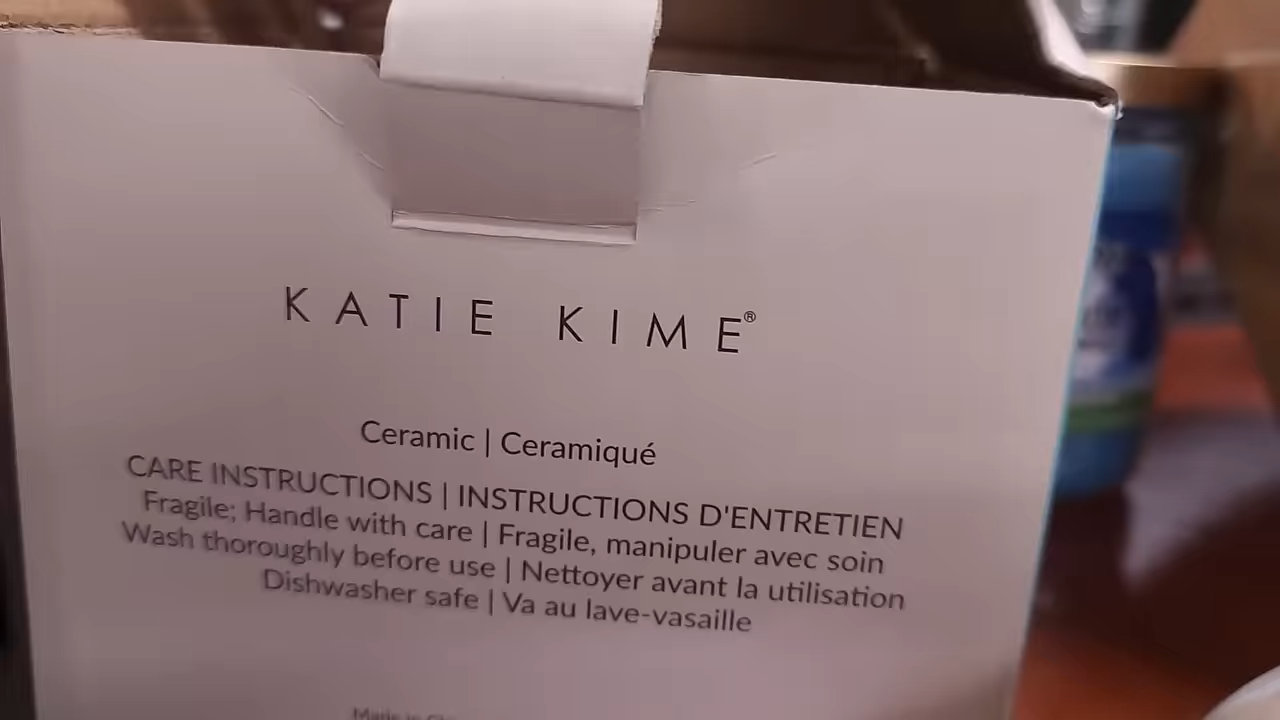 KATIE KIME®
Ceramic | Ceramiqué
CARE INSTRUCTIONS | INSTRUCTIONS D'ENTRETIEN
Fragile; Handle with care | Fragile, manipuler avec soin
Wash thoroughly before use | Nettoyer avant la utilisation
Dishwasher safe | Va au lave-vasaille